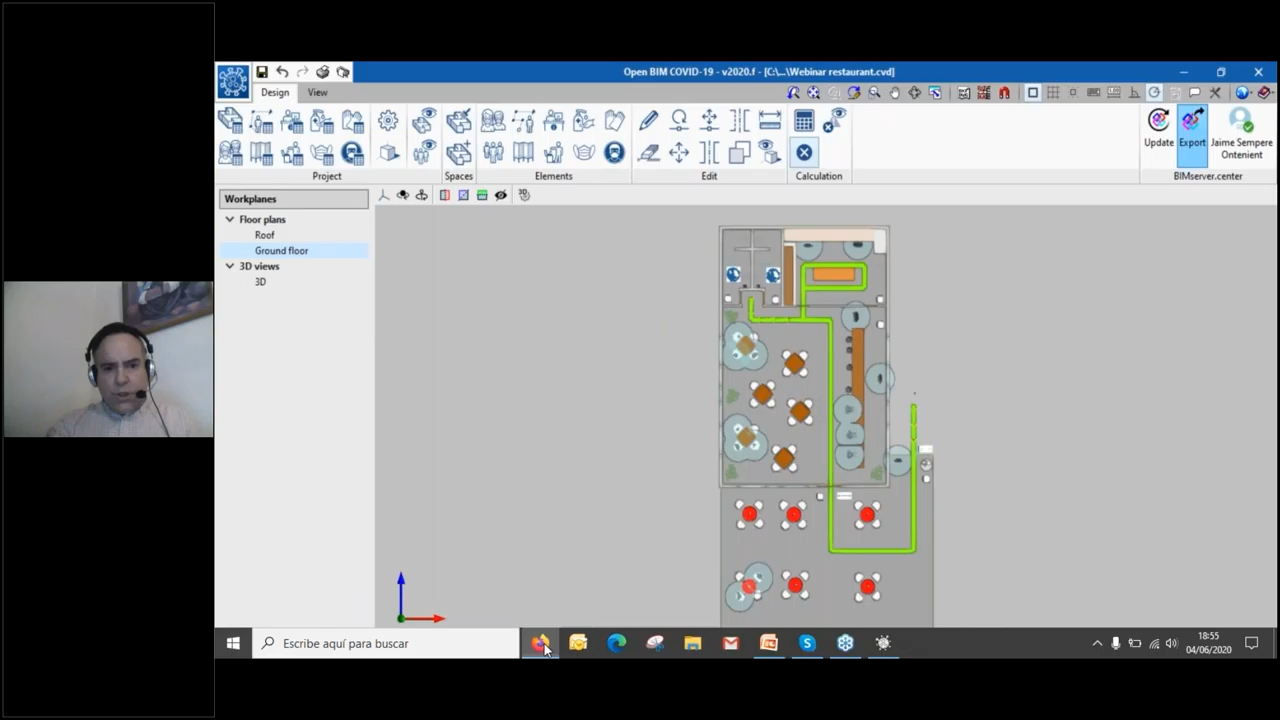 Open BIM COVID-19 - v2020.f - [C:\...\Webinar restaurant.cvd]
Design View
Update Export Jaime Sempere
Ontenient
Project Spaces Elements Edit Calculation BIMserver.center
Workplanes
Floor plans
Roof
Ground floor
3D views
3D
3D
Escribe aquí para buscar
18:55
04/06/2020